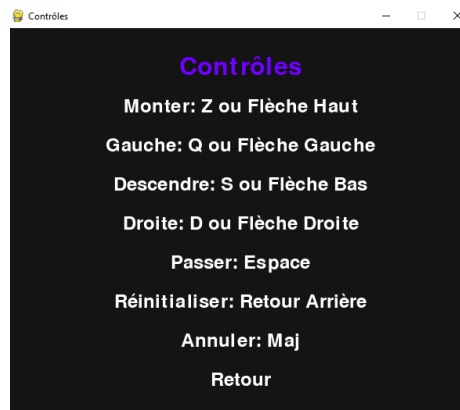 Contrôles
Contrôles
Monter: Z ou Flèche Haut
Gauche: Q ou Flèche Gauche
Descendre: S ou Flèche Bas
Droite: D ou Flèche Droite
Passer: Espace
Réinitialiser: Retour Arrière
Annuler: Maj
Retour